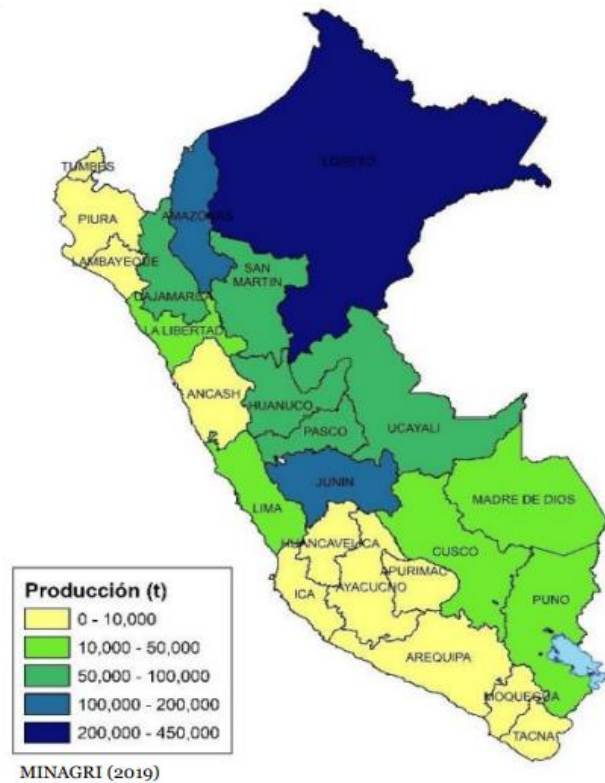 LORETO
TUMBES
AMAZONAS
PIURA
LAMBAYEQUE
SAN
MARTIN
CAJAMARCA
LA LIBERTAD
ANCASH
HUANUCO
UCAYALI
PASCO
JUNIN
MADRE DE DIOS
LIMA
HUANCAVELICA
CUSCO
APURIMAC
ICA
AYACUCHO
PUNO
AREQUIPA
MOQUEGUA
TACNA
Producción (t)
0 - 10,000
10,000 - 50,000
50,000 - 100,000
100,000 - 200,000
200,000 - 450,000
MINAGRI (2019)